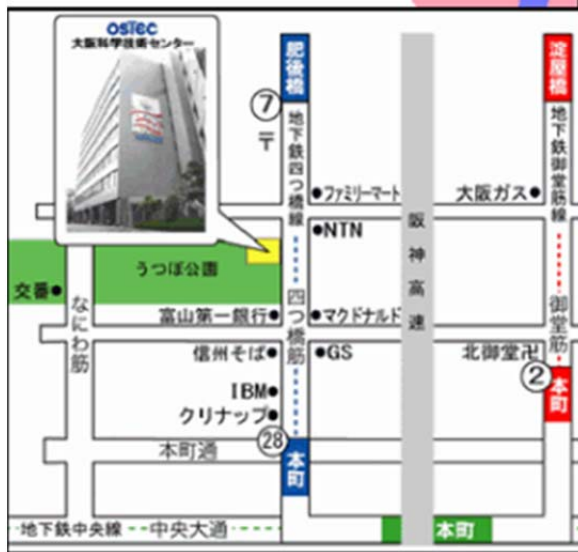 OSTEC
大阪科学技術センター
肥後橋
淀屋橋
⑦
〒
地下鉄四つ橋線
地下鉄御堂筋線
●ファミリーマート
大阪ガス●
●NTN
阪神高速
うつぼ公園
交番●
なにわ筋
富山第一銀行●
●マクドナルド
四つ橋筋
御堂筋
信州そば●
●GS
北御堂卍
②
本町
IBM●
クリナップ●
㉘
本町通
本町
地下鉄中央線
中央大通
本町